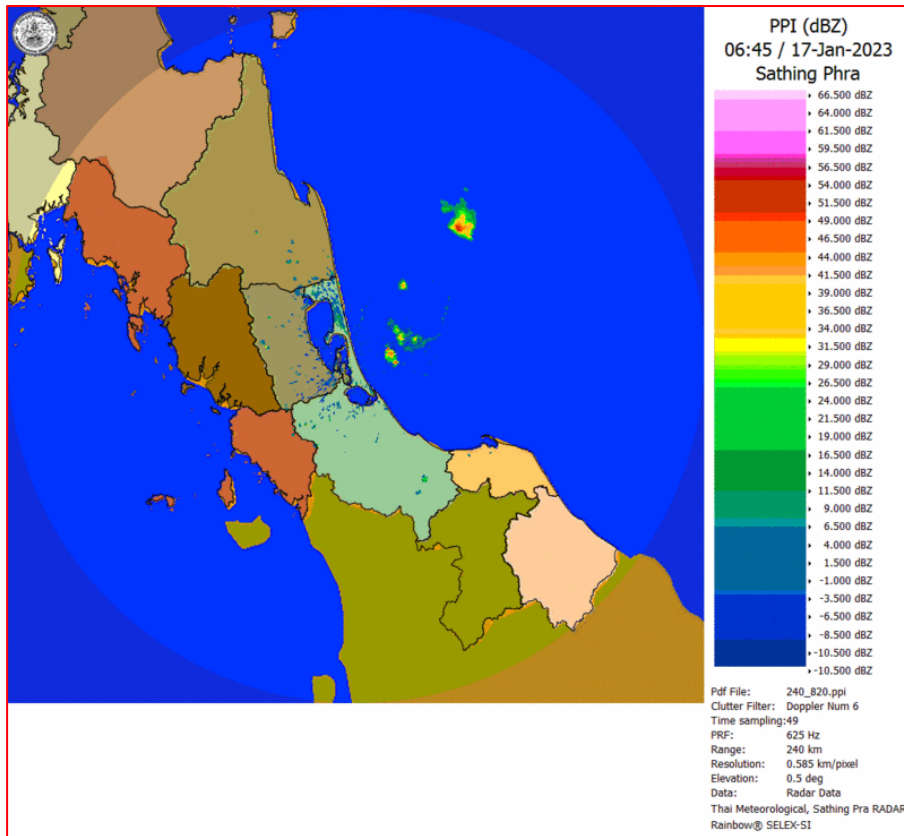 PPI (dBZ)
06:45 / 17-Jan-2023
Sathing Phra
66.500 dBZ
64.000 dBZ
61.500 dBZ
59.500 dBZ
56.500 dBZ
54.000 dBZ
51.500 dBZ
49.000 dBZ
46.500 dBZ
44.000 dBZ
41.500 dBZ
39.000 dBZ
36.500 dBZ
34.000 dBZ
31.500 dBZ
29.000 dBZ
26.500 dBZ
24.000 dBZ
21.500 dBZ
19.000 dBZ
16.500 dBZ
14.000 dBZ
11.500 dBZ
9.000 dBZ
6.500 dBZ
4.000 dBZ
1.500 dBZ
-1.000 dBZ
-3.500 dBZ
-6.500 dBZ
-8.500 dBZ
-10.500 dBZ
-10.500 dBZ
Pdf File: 240_820.ppi
Clutter Filter: Doppler Num 6
Time sampling:49
PRF: 625 Hz
Range: 240 km
Resolution: 0.585 km/pixel
Elevation: 0.5 deg
Data: Radar Data
Thai Meteorological, Sathing Pra RADAR
Rainbow® SELEX-SI